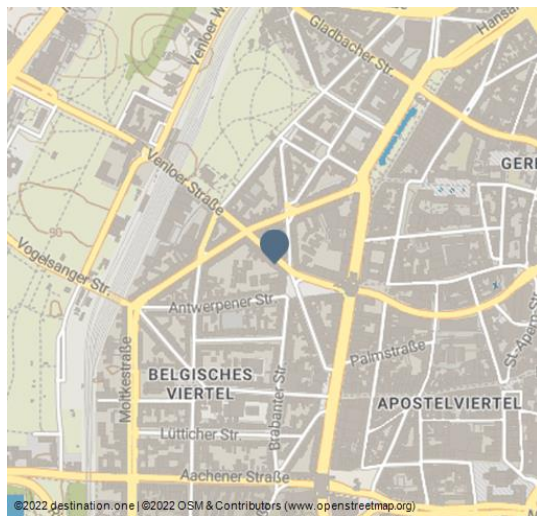 Venloer W
Gladbacher Str.
Hansa
GERE
Venloer Straße
50
Vogelsanger Str.
Antwerpener Str.
St.-Apern-Str.
Palmstraße
Moltkestraße
BELGISCHES
VIERTEL
Brabanter Str.
APOSTELVIERTEL
Lütticher Str.
Aachener Straße
©2022 destination.one | ©2022 OSM & Contributors (www.openstreetmap.org)